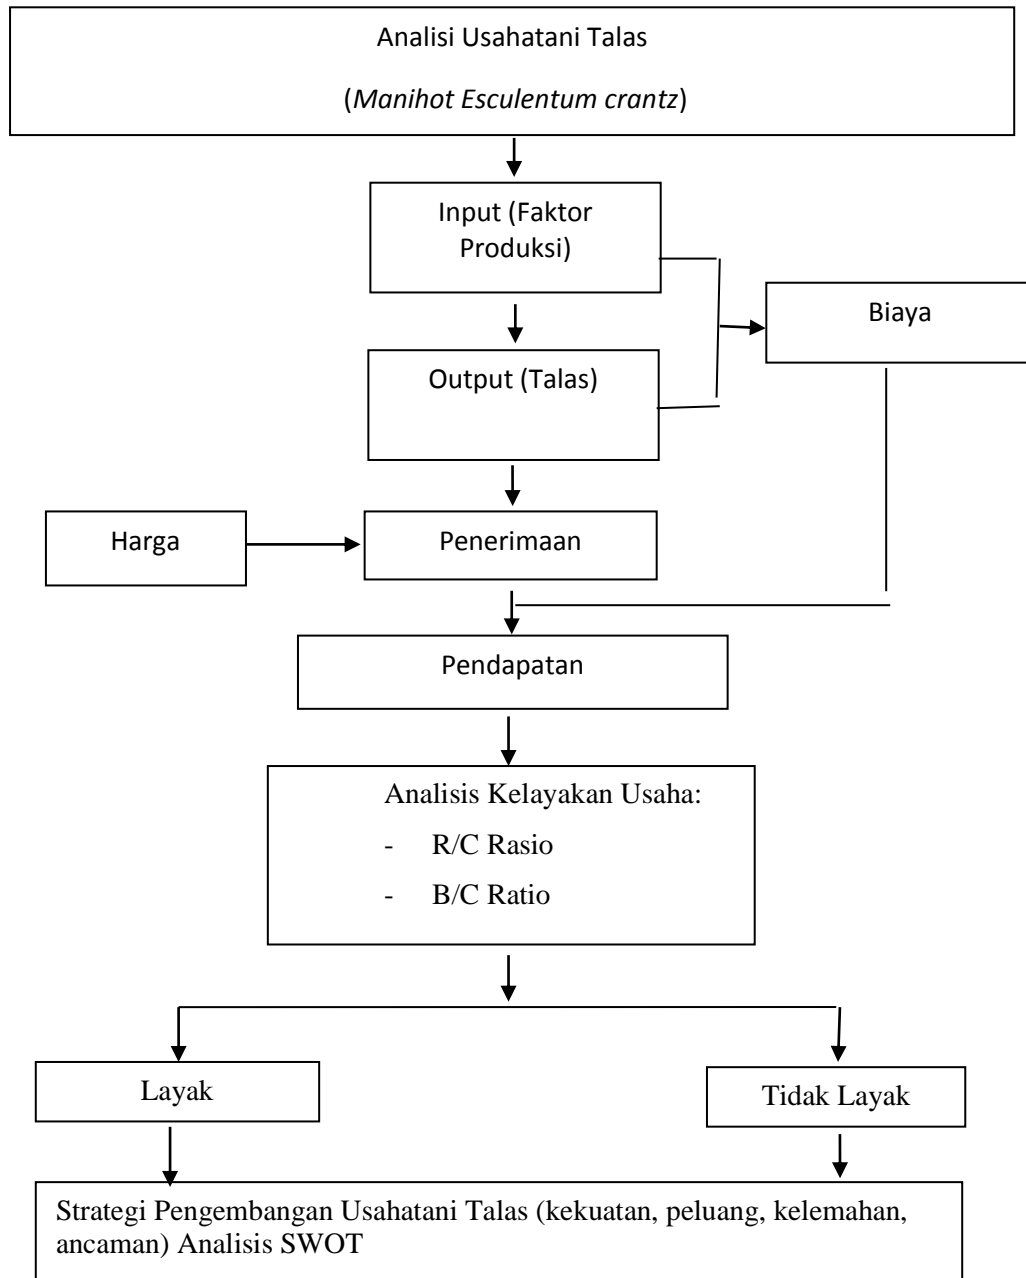 Analisi Usahatani Talas
(Manihot Esculentum crantz)
Input (Faktor
Produksi)
Biaya
Output (Talas)
Harga
Penerimaan
Pendapatan
Analisis Kelayakan Usaha:
- R/C Rasio
- B/C Ratio
Layak
Tidak Layak
Strategi Pengembangan Usahatani Talas (kekuatan, peluang, kelemahan,
ancaman) Analisis SWOT